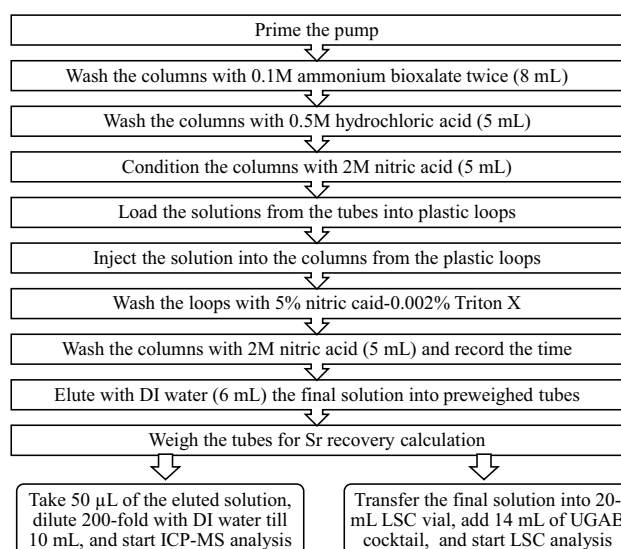 Prime the pump
Wash the columns with 0.1M ammonium bioxalate twice (8 mL)
Wash the columns with 0.5M hydrochloric acid (5 mL)
Condition the columns with 2M nitric acid (5 mL)
Load the solutions from the tubes into plastic loops
Inject the solution into the columns from the plastic loops
Wash the loops with 5% nitric caid-0.002% Triton X
Wash the columns with 2M nitric acid (5 mL) and record the time
Elute with DI water (6 mL) the final solution into preweighed tubes
Weigh the tubes for Sr recovery calculation
Take 50 µL of the eluted solution,
dilute 200-fold with DI water till
10 mL, and start ICP-MS analysis
Transfer the final solution into 20-
mL LSC vial, add 14 mL of UGAB
cocktail, and start LSC analysis